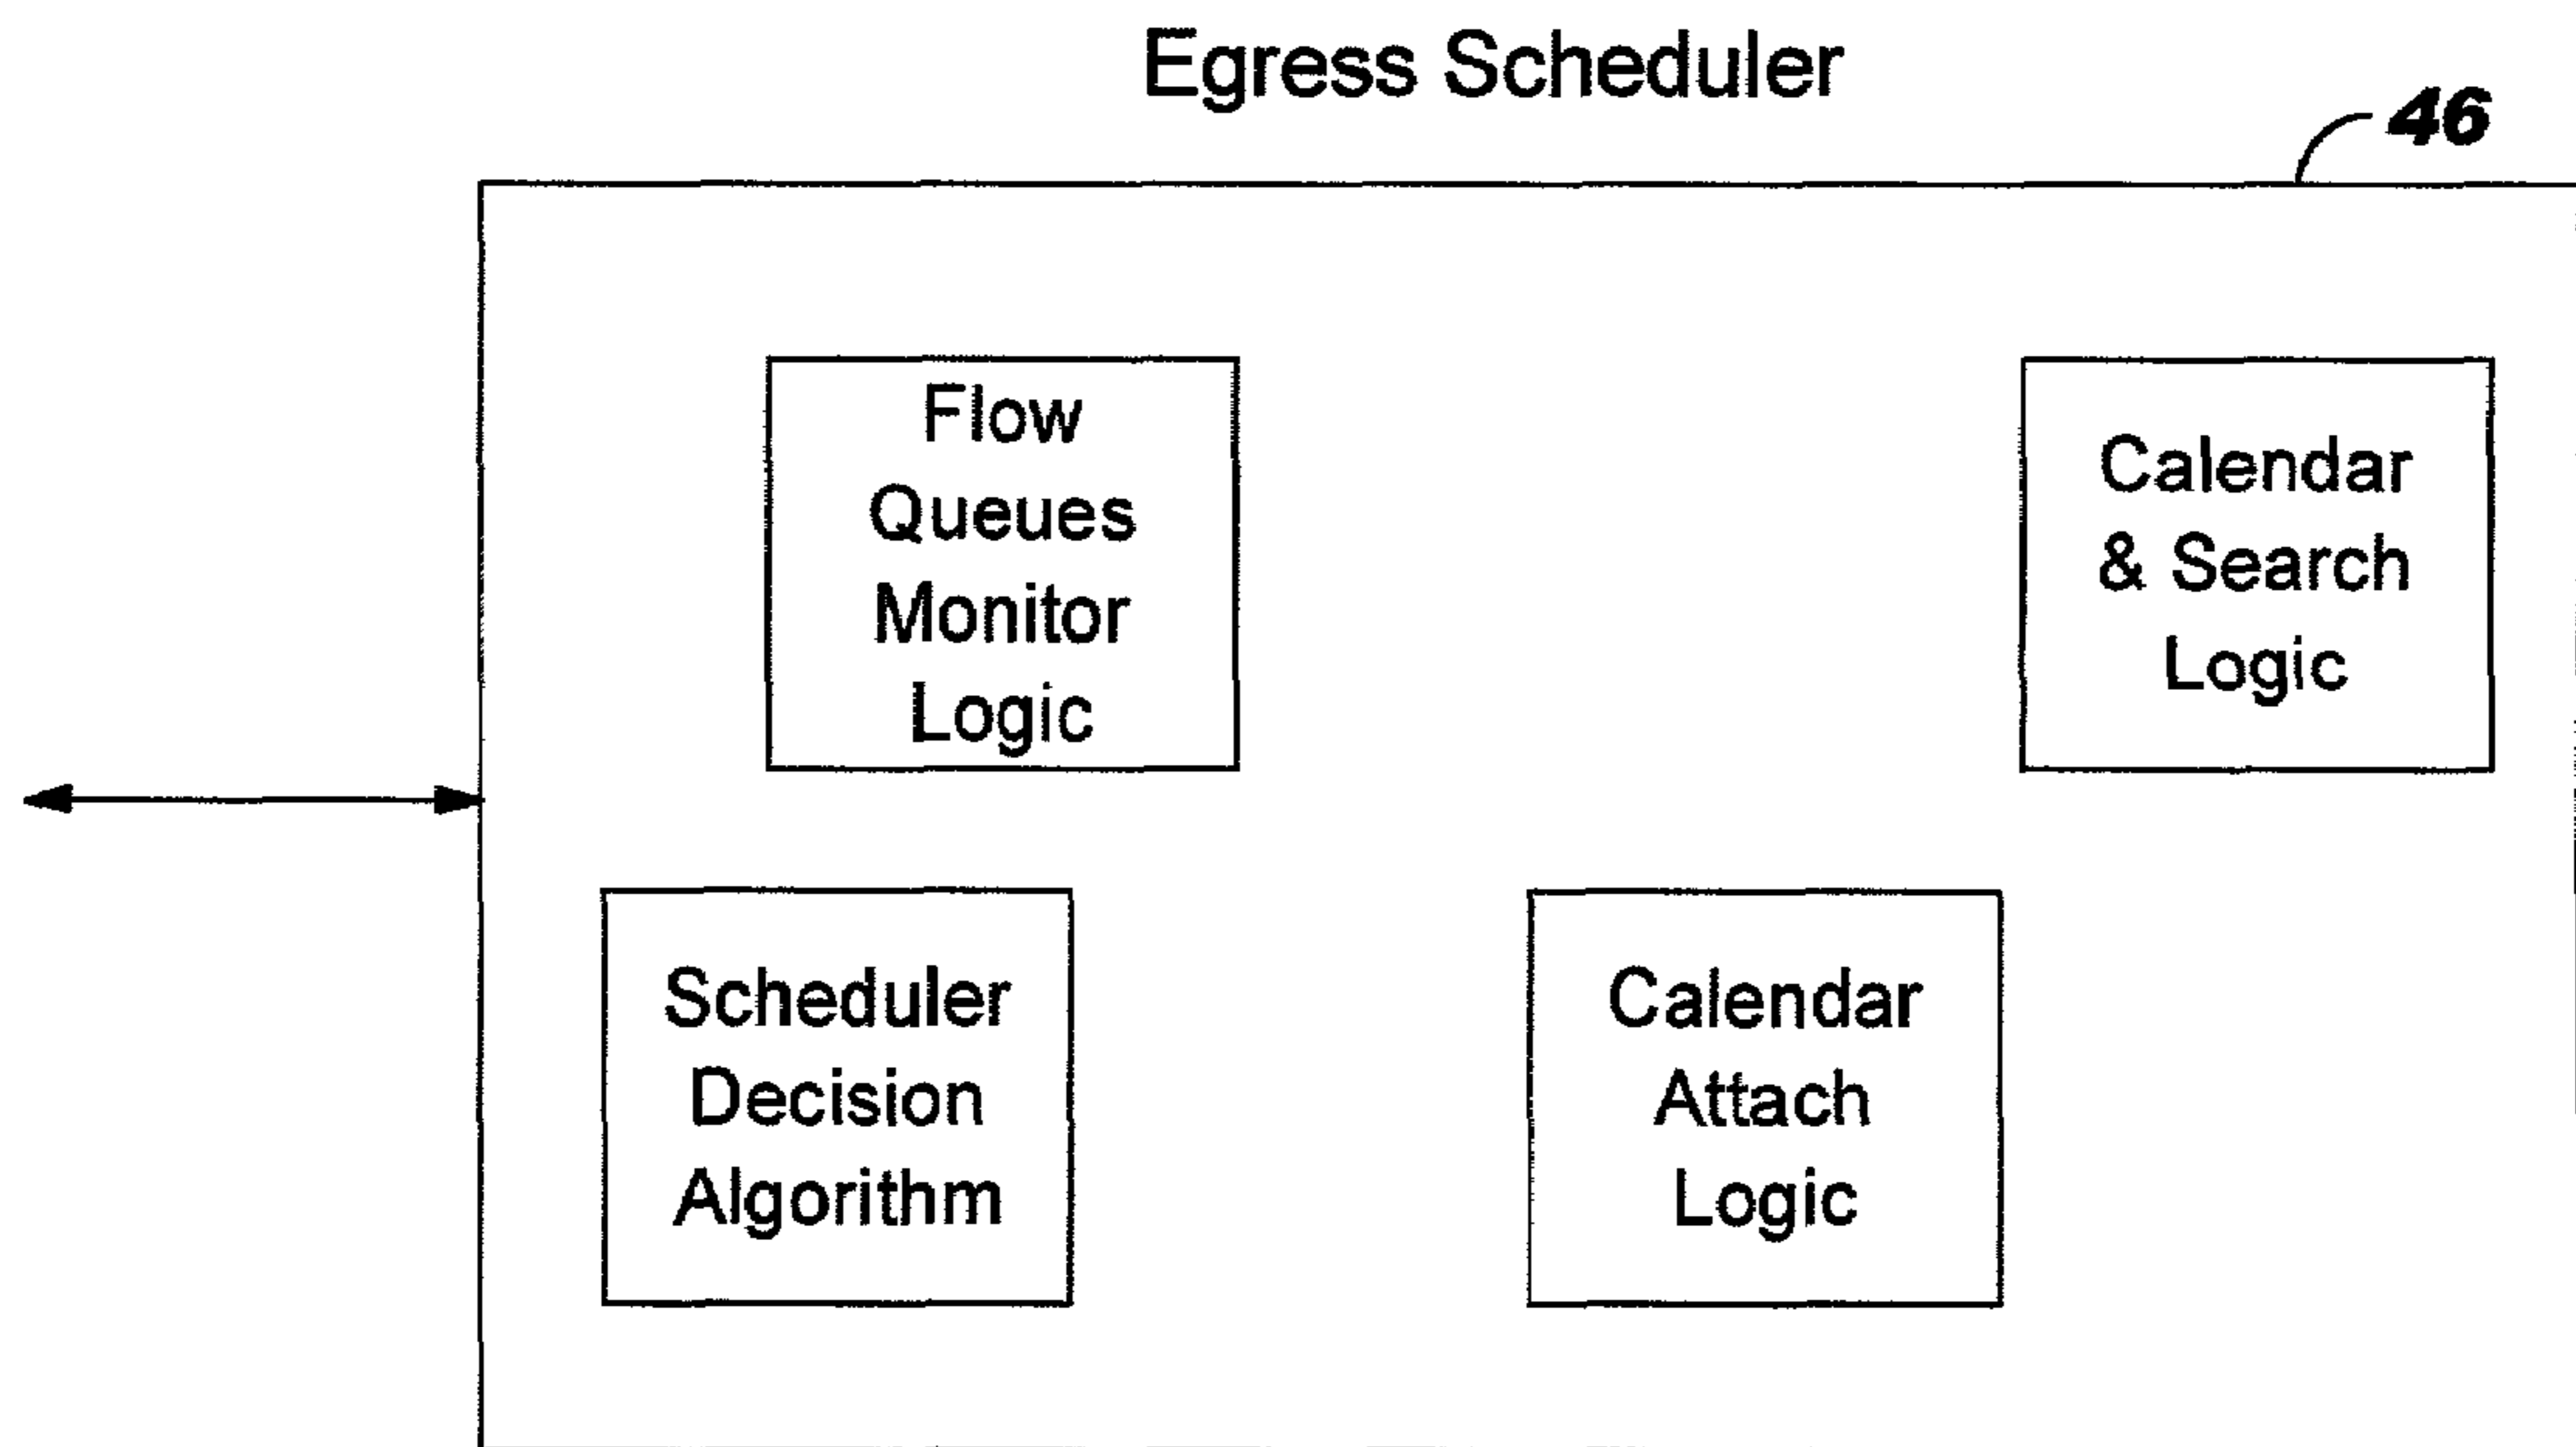 Egress Scheduler
46
Flow
Queues
Monitor
Logic
Calendar
& Search
Logic
Scheduler
Decision
Algorithm
Calendar
Attach
Logic